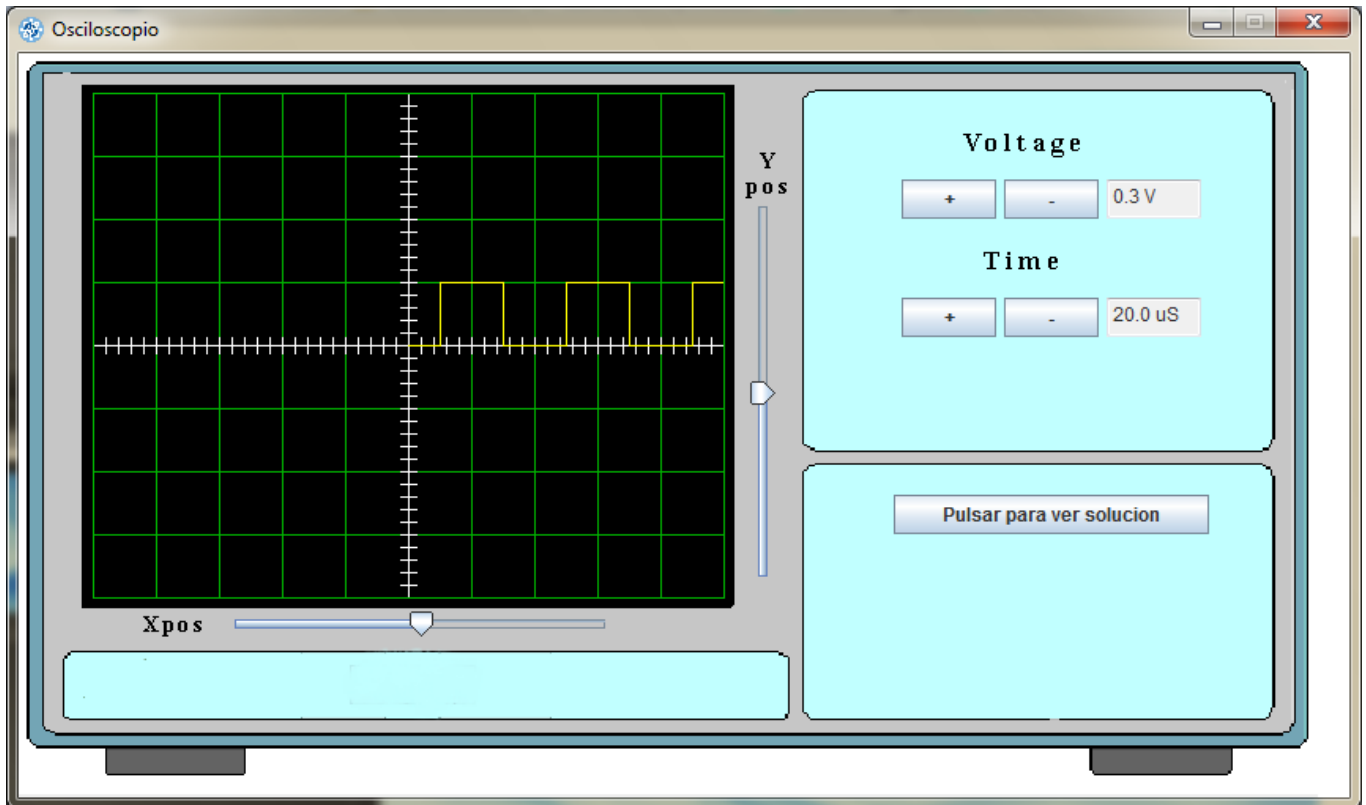 Osciloscopio
Voltage
Y
pos
+ - 0.3 V
Time
+ - 20.0 uS
Pulsar para ver solucion
Xpos